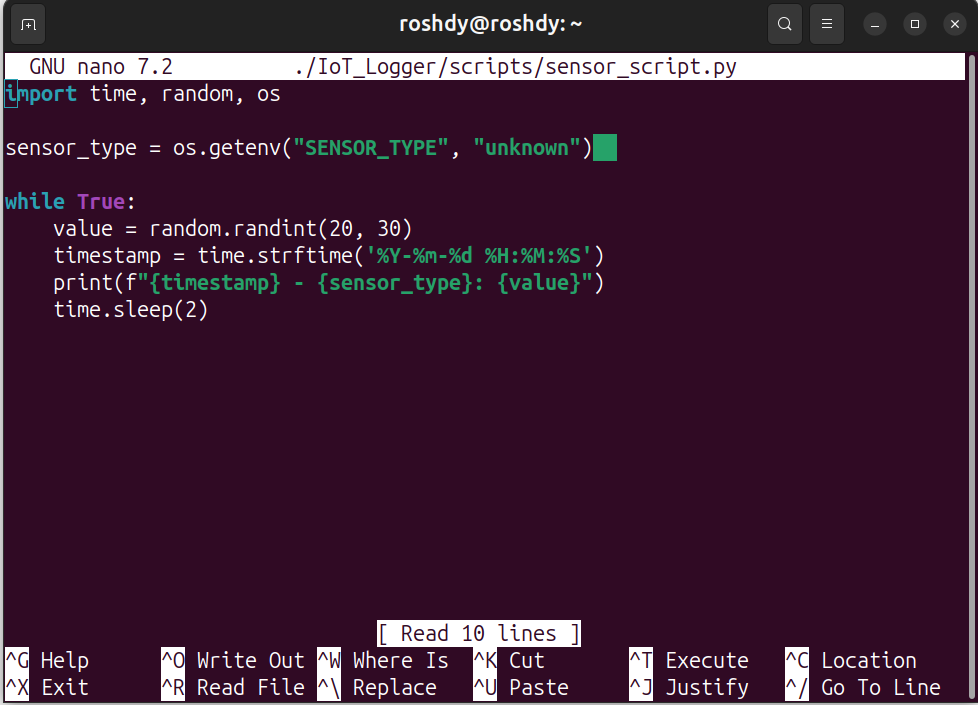 roshdy@roshdy: ~
GNU nano 7.2 ./IoT_Logger/scripts/sensor_script.py
import time, random, os
sensor_type = os.getenv("SENSOR_TYPE", "unknown")
while True:
    value = random.randint(20, 30)
    timestamp = time.strftime('%Y-%m-%d %H:%M:%S')
    print(f"{timestamp} - {sensor_type}: {value}")
    time.sleep(2)
[ Read 10 lines ]
^G Help ^O Write Out ^W Where Is ^K Cut ^T Execute ^C Location
^X Exit ^R Read File ^\ Replace ^U Paste ^J Justify ^/ Go To Line